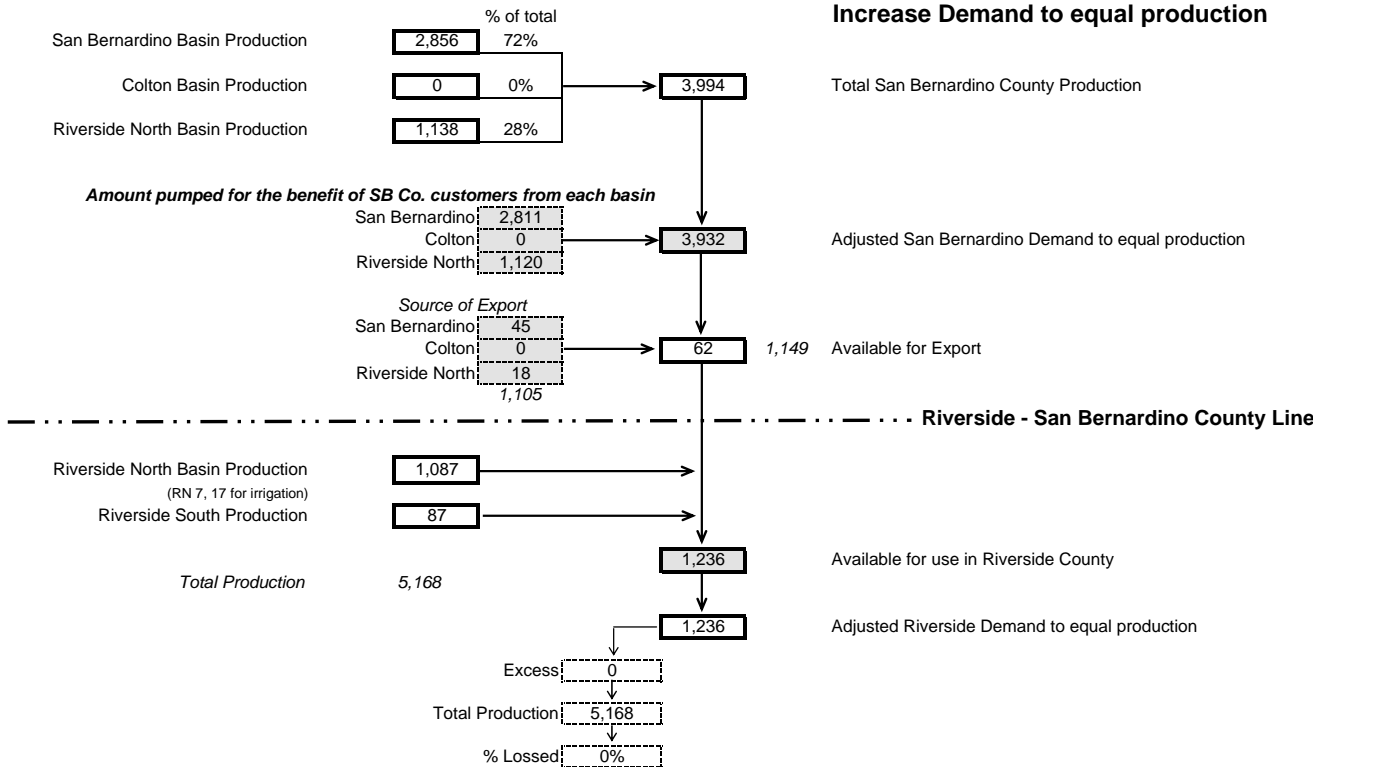 % of total
Increase Demand to equal production
San Bernardino Basin Production 2,856 72%
Colton Basin Production 0 0% 3,994 Total San Bernardino County Production
Riverside North Basin Production 1,138 28%
Amount pumped for the benefit of SB Co. customers from each basin
San Bernardino 2,811
Colton 0 3,932 Adjusted San Bernardino Demand to equal production
Riverside North 1,120
Source of Export
San Bernardino 45
Colton 0 62 1,149 Available for Export
Riverside North 18
1,105
Riverside - San Bernardino County Line
Riverside North Basin Production 1,087
(RN 7, 17 for irrigation)
Riverside South Production 87
1,236 Available for use in Riverside County
Total Production 5,168
1,236 Adjusted Riverside Demand to equal production
Excess 0
Total Production 5,168
% Lossed 0%